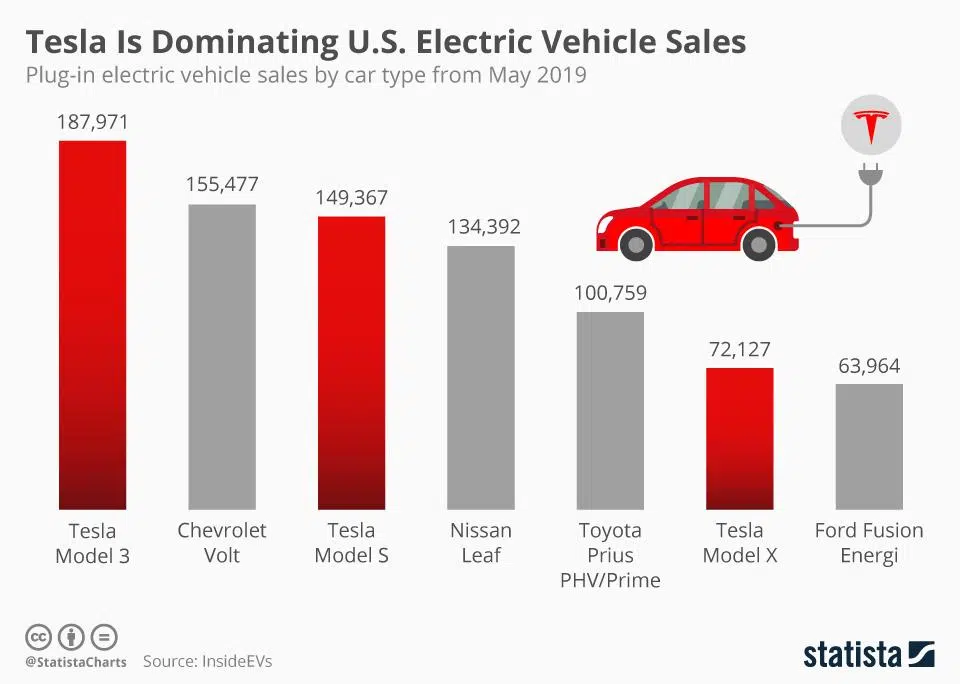 Tesla Is Dominating U.S. Electric Vehicle Sales
Plug-in electric vehicle sales by car type from May 2019
187,971
155,477
149,367
134,392
100,759
72,127
63,964
Tesla
Model 3
Chevrolet
Volt
Tesla
Model S
Nissan
Leaf
Toyota
Prius
PHV/Prime
Tesla
Model X
Ford Fusion
Energi
cc
@StatistaCharts Source: InsideEVs
statista